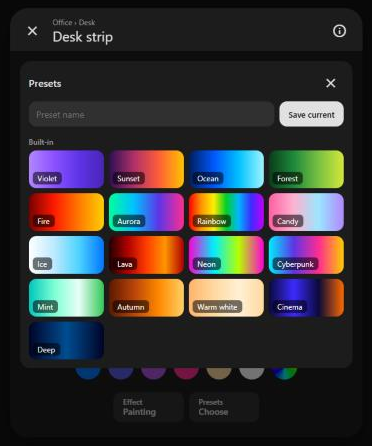 Office › Desk
Desk strip
Presets
Preset name
Save current
Built-in
Violet
Sunset
Ocean
Forest
Fire
Aurora
Rainbow
Candy
Ice
Lava
Neon
Cyberpunk
Mint
Autumn
Warm white
Cinema
Deep
Effect
Painting
Presets
Choose